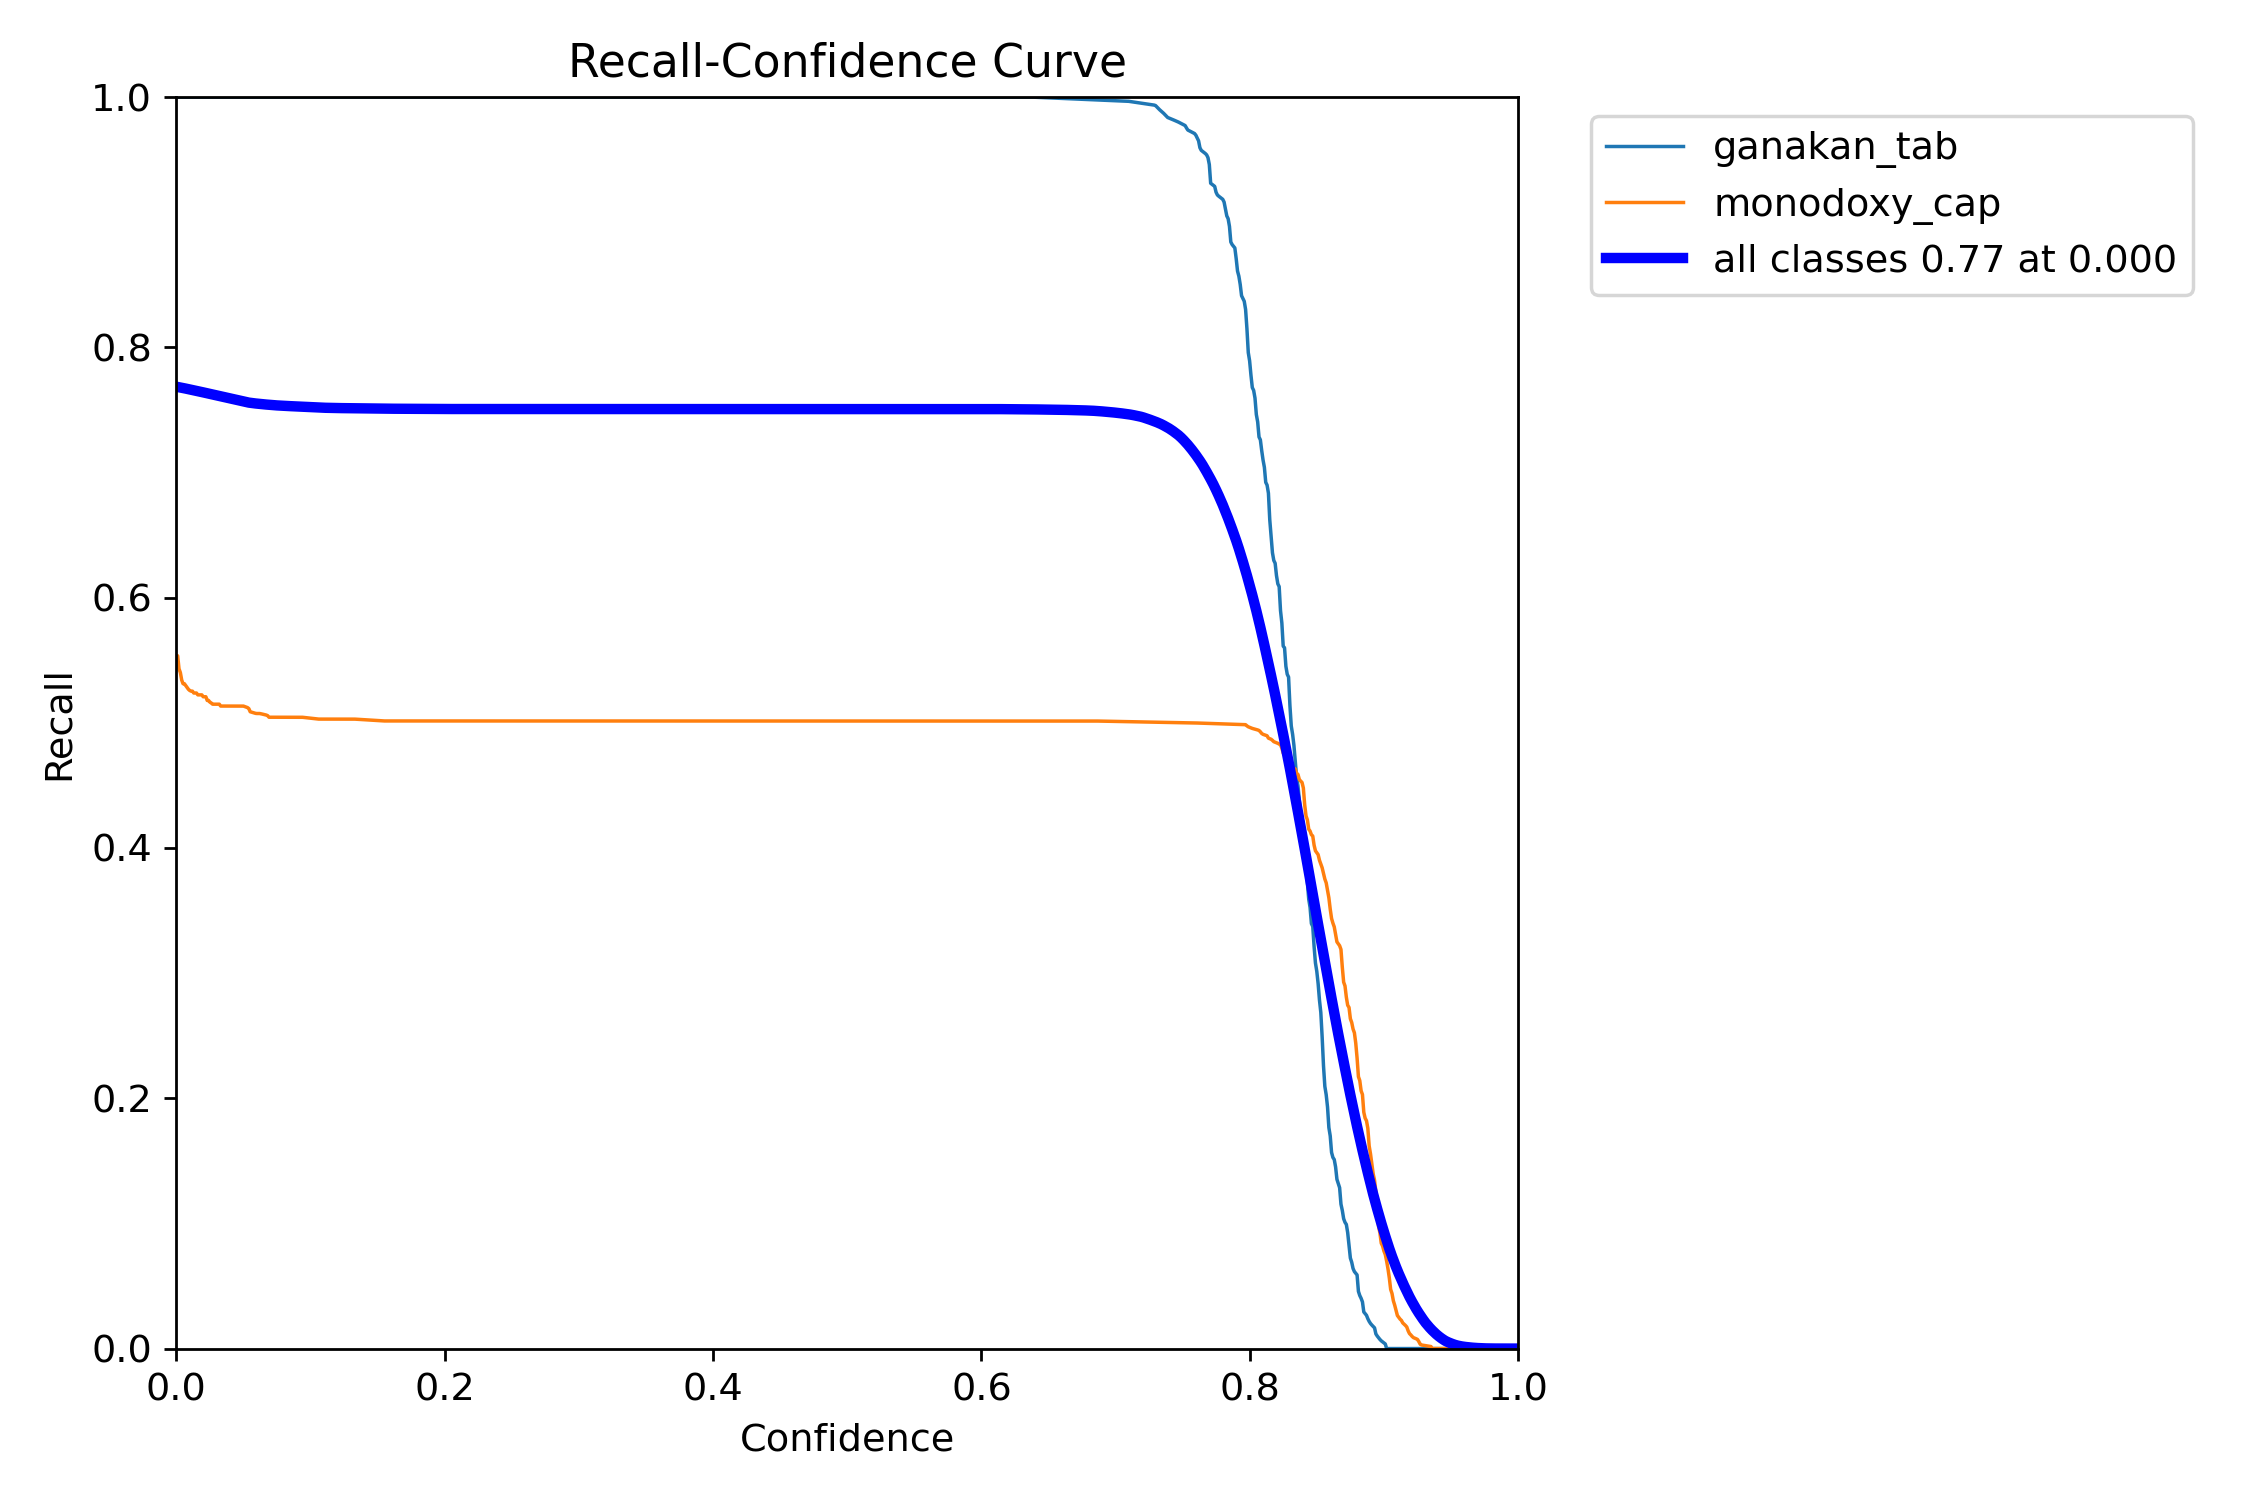 Recall-Confidence Curve
1.0
0.8
0.6
0.4
0.2
0.0
Recall
0.0 0.2 0.4 0.6 0.8 1.0
Confidence
ganakan_tab
monodoxy_cap
all classes 0.77 at 0.000